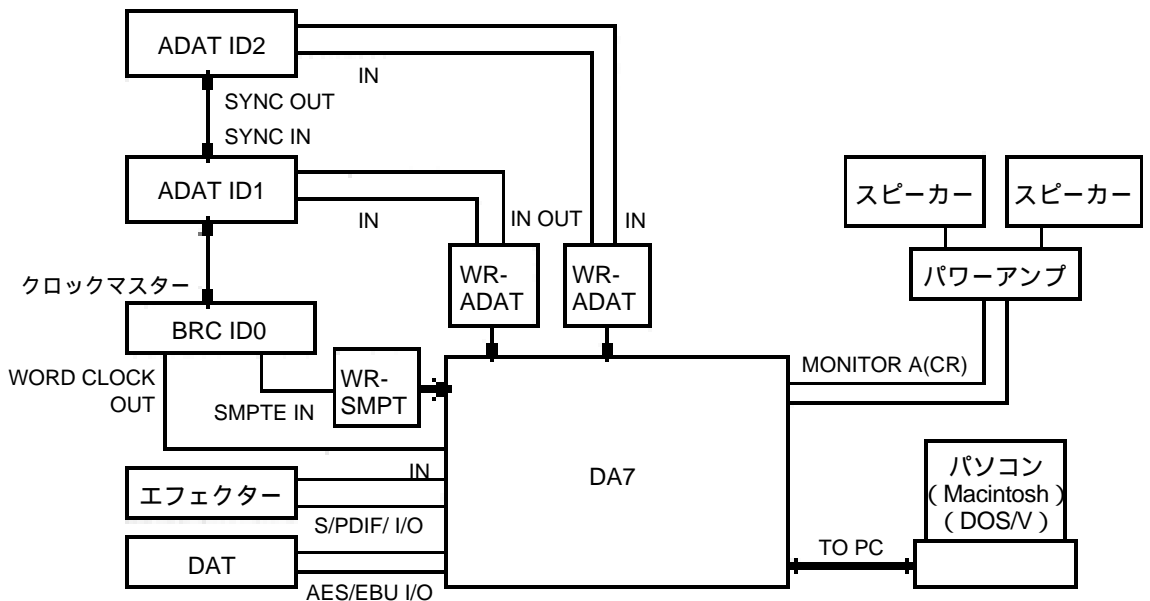 ADAT ID2
IN
SYNC OUT
SYNC IN
ADAT ID1
IN
IN OUT
IN
スピーカー
スピーカー
WR-
ADAT
WR-
ADAT
パワーアンプ
クロックマスター
BRC ID0
WORD CLOCK
OUT
SMPTE IN
WR-
SMPT
MONITOR A(CR)
IN
エフェクター
S/PDIF/ I/O
DA7
パソコン
( Macintosh )
( DOS/V )
DAT
AES/EBU I/O
TO PC